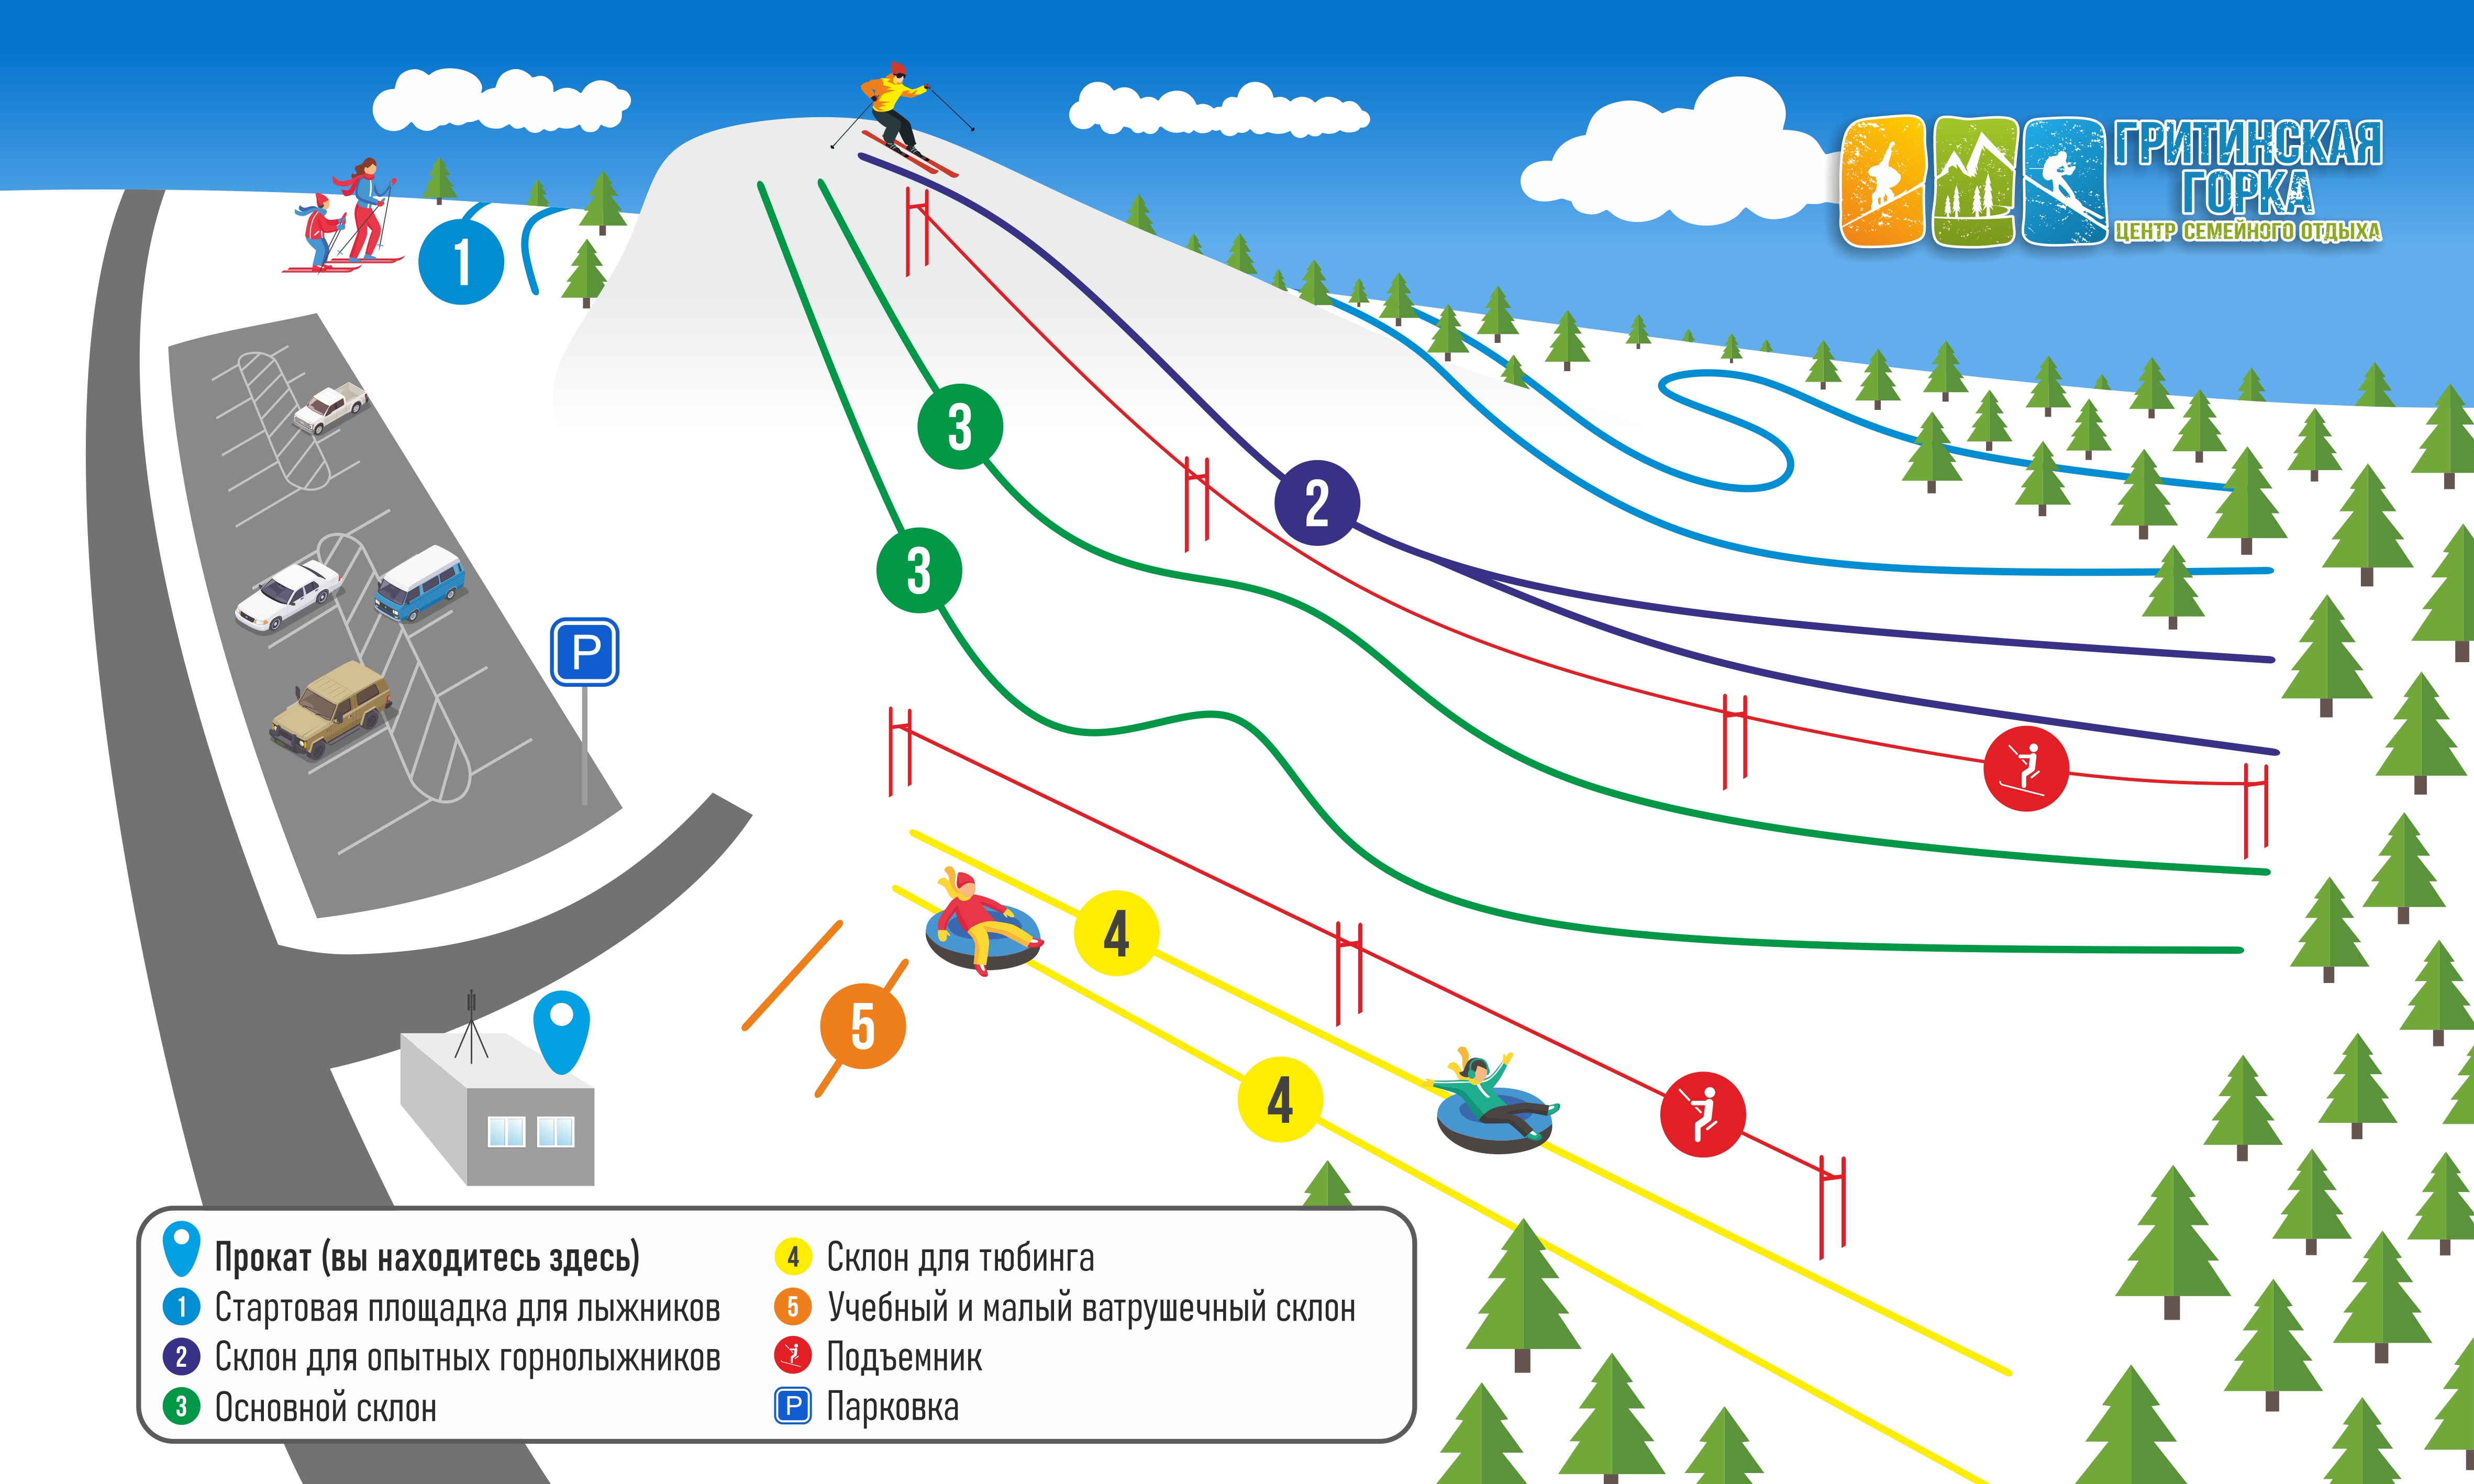 ГРИТИНСКАЯ
ГОРКА
ЦЕНТР СЕМЕЙНОГО ОТДЫХА
1
3
2
3
P
4
5
4
Прокат (вы находитесь здесь)
1 Стартовая площадка для лыжников
2 Склон для опытных горнолыжников
3 Основной склон
4 Склон для тюбинга
5 Учебный и малый ватрушечный склон
Подъемник
P Парковка